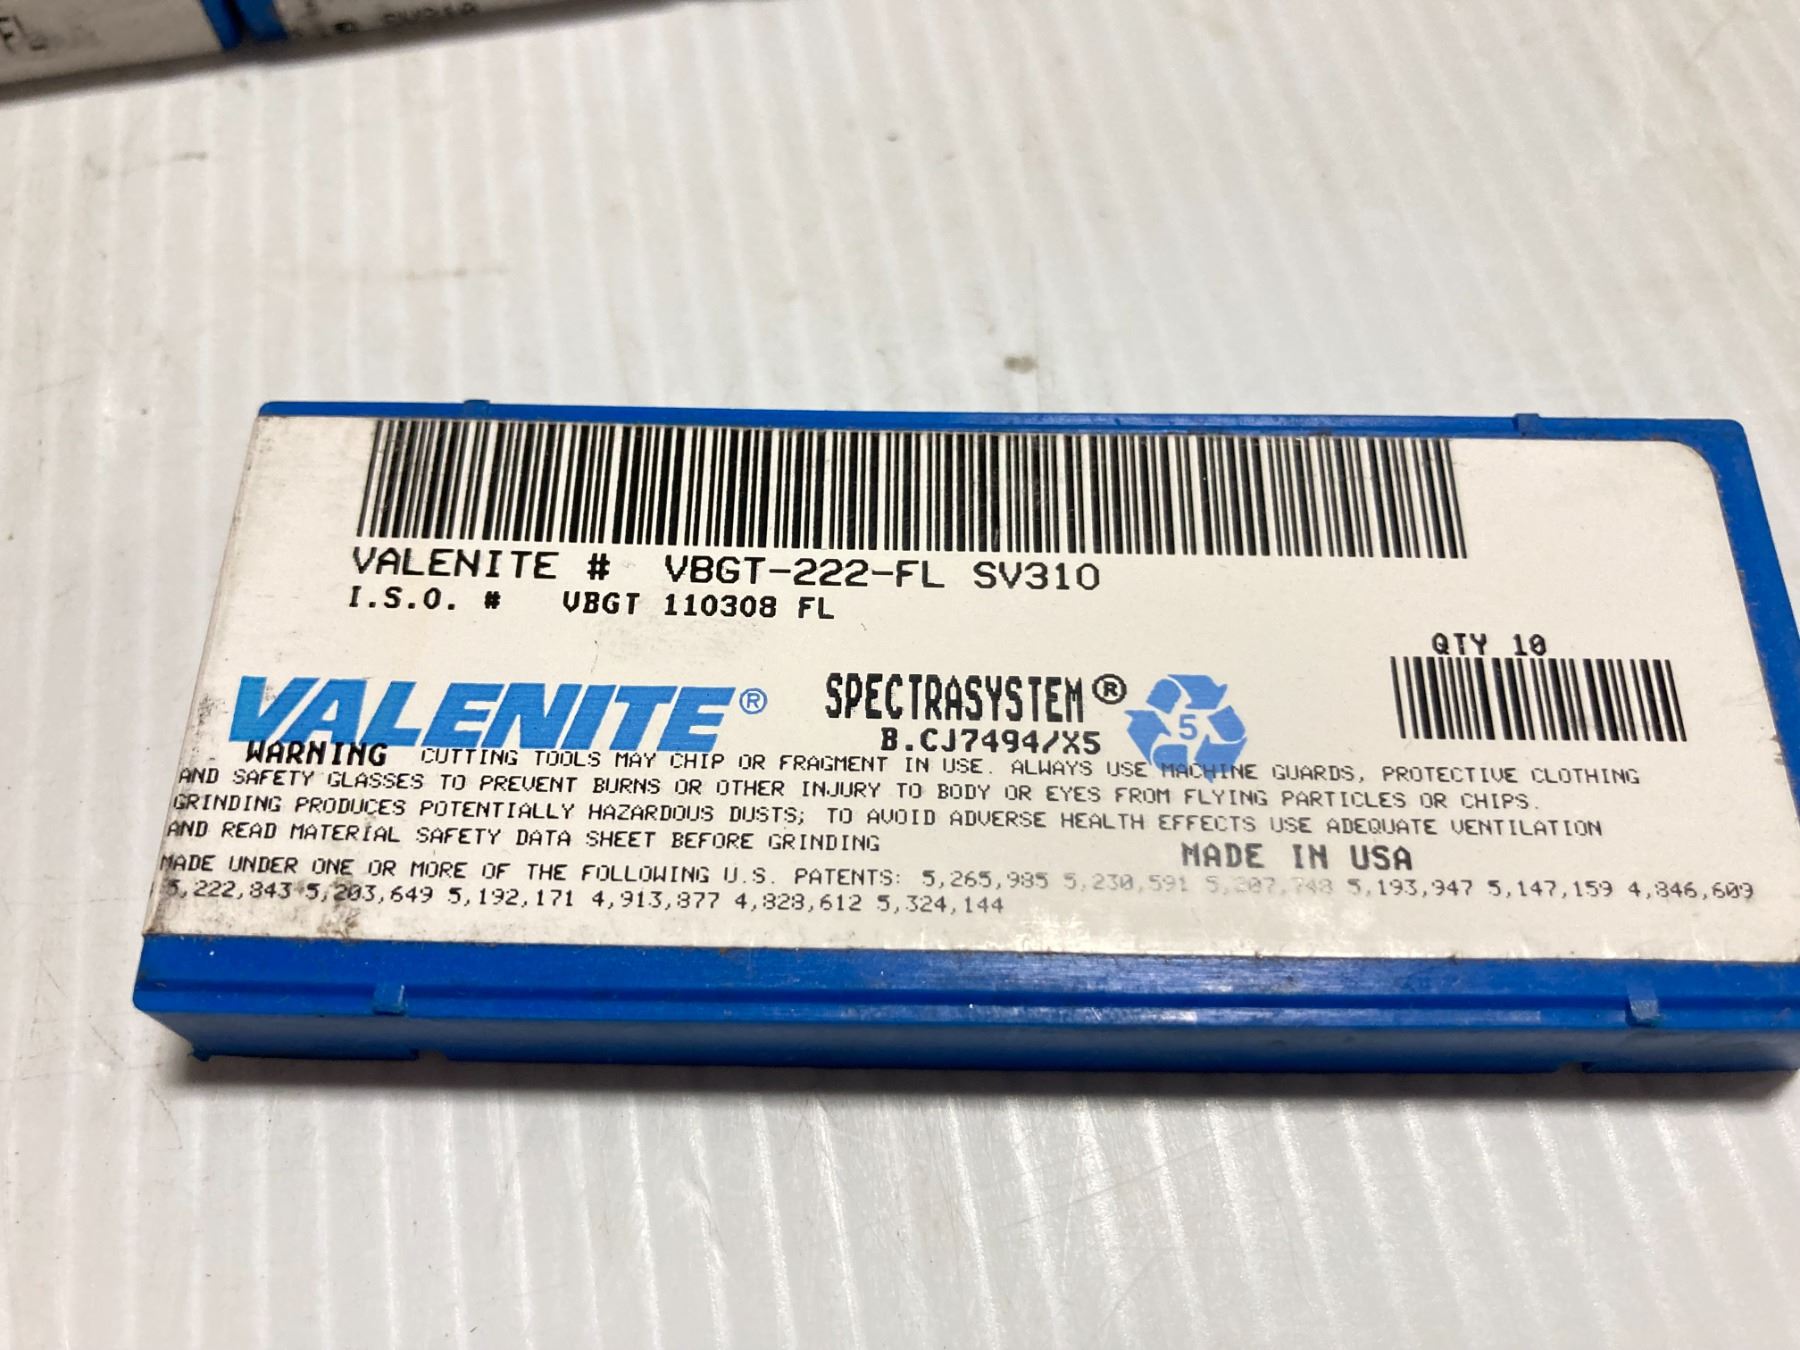 FL
SV310
VALENITE # VBGT-222-FL SV310
I.S.O. # VBGT 110308 FL
QTY 10
VALENITE® SPECTRASYSTEM®
B.CJ7494/X5
5
WARNING CUTTING TOOLS MAY CHIP OR FRAGMENT IN USE. ALWAYS USE MACHINE GUARDS, PROTECTIVE CLOTHING
AND SAFETY GLASSES TO PREVENT BURNS OR OTHER INJURY TO BODY OR EYES FROM FLYING PARTICLES OR CHIPS.
GRINDING PRODUCES POTENTIALLY HAZARDOUS DUSTS; TO AVOID ADVERSE HEALTH EFFECTS USE ADEQUATE VENTILATION
AND READ MATERIAL SAFETY DATA SHEET BEFORE GRINDING
MADE IN USA
MADE UNDER ONE OR MORE OF THE FOLLOWING U.S. PATENTS: 5,265,985 5,230,591 5,207,748 5,193,947 5,147,159 4,846,609
5,222,843 5,203,649 5,192,171 4,913,877 4,828,612 5,324,144